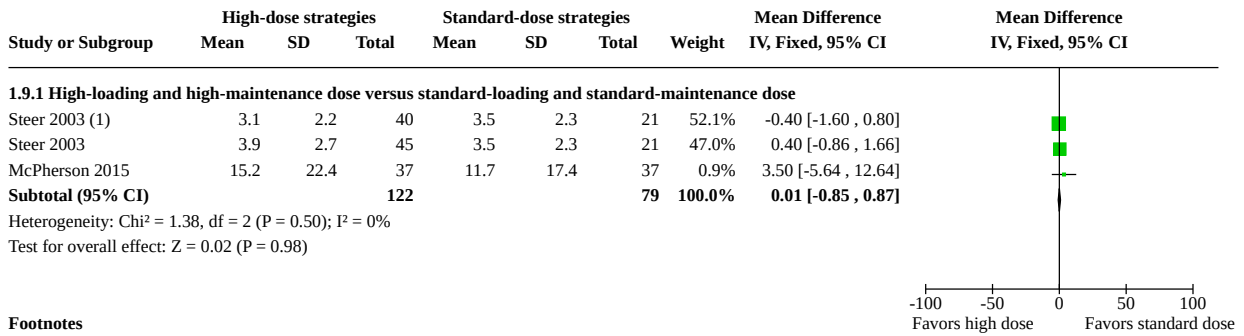 High-dose strategies Standard-dose strategies Mean Difference Mean Difference
Study or Subgroup Mean SD Total Mean SD Total Weight IV, Fixed, 95% CI IV, Fixed, 95% CI
1.9.1 High-loading and high-maintenance dose versus standard-loading and standard-maintenance dose
Steer 2003 (1) 3.1 2.2 40 3.5 2.3 21 52.1% -0.40 [-1.60 , 0.80]
Steer 2003 3.9 2.7 45 3.5 2.3 21 47.0% 0.40 [-0.86 , 1.66]
McPherson 2015 15.2 22.4 37 11.7 17.4 37 0.9% 3.50 [-5.64 , 12.64]
Subtotal (95% CI) 122 79 100.0% 0.01 [-0.85 , 0.87]
Heterogeneity: Chi² = 1.38, df = 2 (P = 0.50); I² = 0%
Test for overall effect: Z = 0.02 (P = 0.98)
-100 -50 0 50 100
Footnotes Favors high dose Favors standard dose